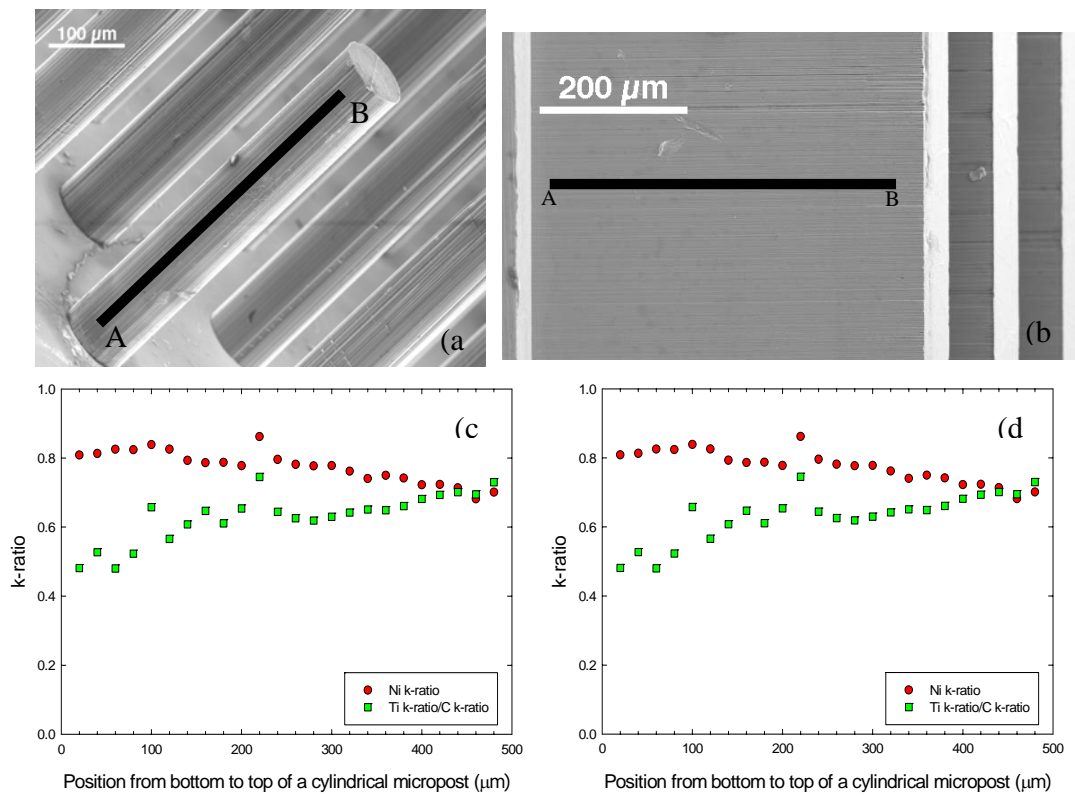 100 µm
B
A
(a
200 µm
A
B
(b
1.0
0.8
0.6
0.4
0.2
0.0
k-ratio
(c
Ni k-ratio
Ti k-ratio/C k-ratio
0
100
200
300
400
500
Position from bottom to top of a cylindrical micropost (µm)
1.0
0.8
0.6
0.4
0.2
0.0
k-ratio
(d
Ni k-ratio
Ti k-ratio/C k-ratio
0
100
200
300
400
500
Position from bottom to top of a cylindrical micropost (µm)